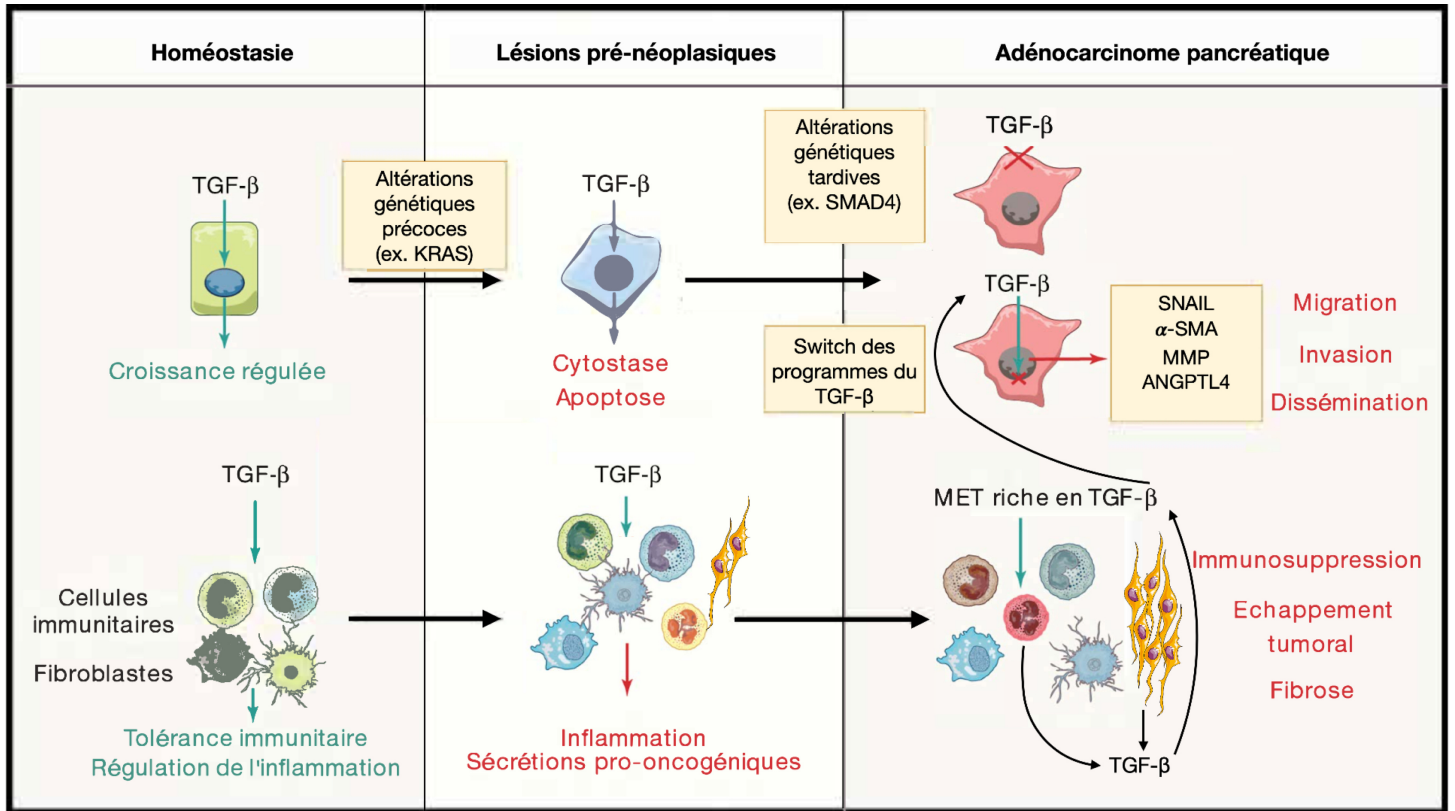 Homéostasie
Lésions pré-néoplasiques
Adénocarcinome pancréatique
TGF-β
Croissance régulée
Altérations
génétiques
précoces
(ex. KRAS)
TGF-β
Cytostase
Apoptose
Altérations
génétiques
tardives
(ex. SMAD4)
Switch des
programmes du
TGF-β
TGF-β
TGF-β
SNAIL
α-SMA
MMP
ANGPTL4
Migration
Invasion
Dissémination
TGF-β
Cellules
immunitaires
Fibroblastes
Tolérance immunitaire
Régulation de l'inflammation
TGF-β
Inflammation
Sécrétions pro-oncogéniques
MET riche en TGF-β
Immunosuppression
Echappement
tumoral
Fibrose
TGF-β